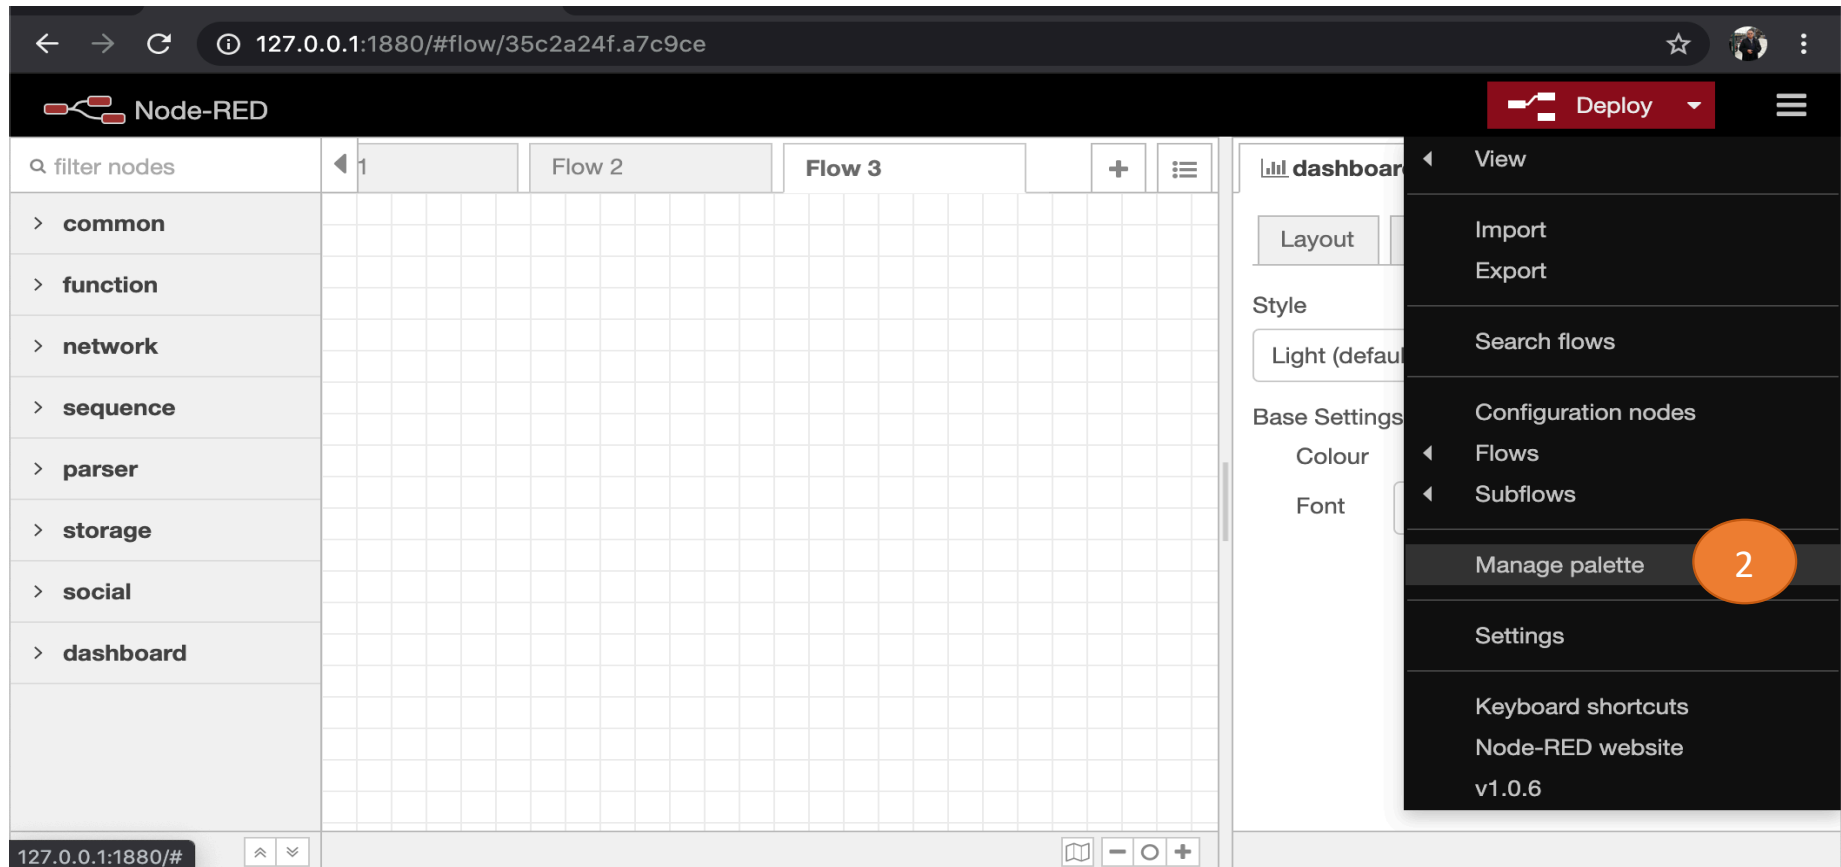 127.0.0.1:1880/#flow/35c2a24f.a7c9ce
Node-RED
Deploy
filter nodes
1
Flow 2
Flow 3
dashboar
View
common
function
network
sequence
parser
storage
social
dashboard
Layout
Style
Light (defaul
Base Settings
Colour
Font
Import
Export
Search flows
Configuration nodes
Flows
Subflows
Manage palette
2
Settings
Keyboard shortcuts
Node-RED website
v1.0.6
127.0.0.1:1880/#